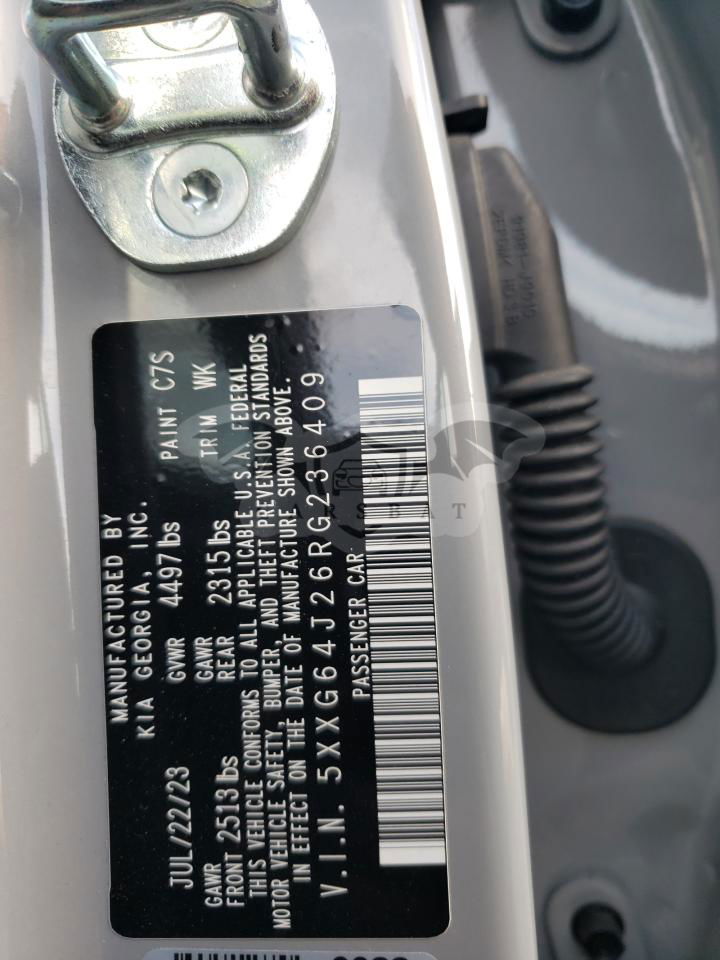 MANUFACTURED BY
KIA GEORGIA, INC.
JUL/22/23 GVWR 4497 lbs PAINT C7S
GAWR GAWR
FRONT 2513 lbs REAR 2315 lbs TRIM WK
THIS VEHICLE CONFORMS TO ALL APPLICABLE U.S.A. FEDERAL
MOTOR VEHICLE SAFETY, BUMPER, AND THEFT PREVENTION STANDARDS
IN EFFECT ON THE DATE OF MANUFACTURE SHOWN ABOVE.
V.I.N. 5XXG64J26RG236409
PASSENGER CAR